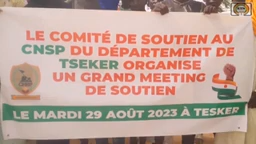 LE COMITÉ DE SOUTIEN AU
CNSP DU DÉPARTEMENT DE
TSEKER ORGANISE
UN GRAND MEETING
DE SOUTIEN
LE MARDI 29 AOÛT 2023 À TESKER